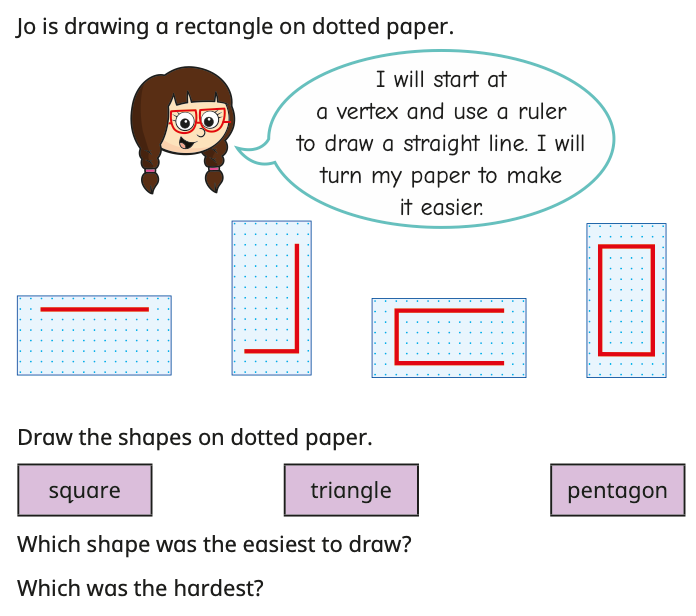 Jo is drawing a rectangle on dotted paper.
I will start at
a vertex and use a ruler
to draw a straight line. I will
turn my paper to make
it easier.
Draw the shapes on dotted paper.
square
triangle
pentagon
Which shape was the easiest to draw?
Which was the hardest?